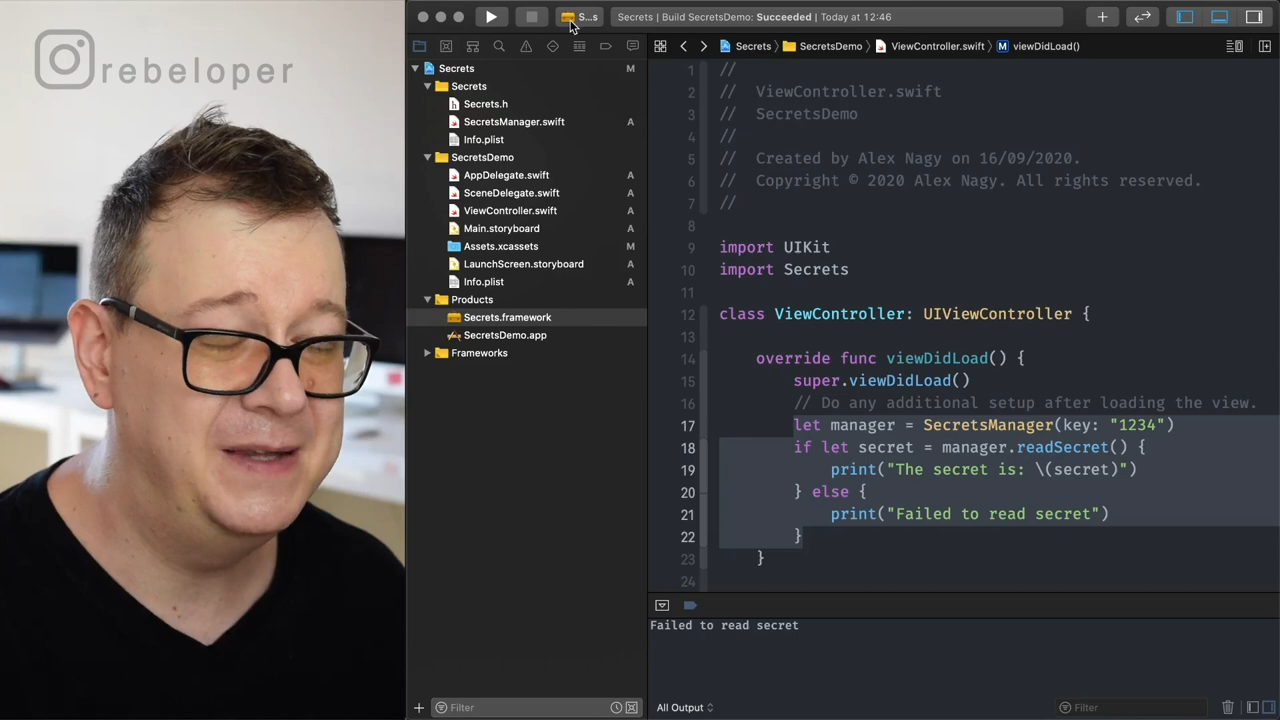 rebeloper
S...s
Secrets | Build SecretsDemo: Succeeded | Today at 12:46
Secrets
SecretsDemo
ViewController.swift
M viewDidLoad()
Secrets M
Secrets
Secrets.h
SecretsManager.swift A
Info.plist
SecretsDemo
AppDelegate.swift A
SceneDelegate.swift A
ViewController.swift A
Main.storyboard A
Assets.xcassets M
LaunchScreen.storyboard A
Info.plist A
Products
Secrets.framework
SecretsDemo.app
Frameworks
Filter
1 //
2 // ViewController.swift
3 // SecretsDemo
4 //
5 // Created by Alex Nagy on 16/09/2020.
6 // Copyright © 2020 Alex Nagy. All rights reserved.
7 //
8
9 import UIKit
10 import Secrets
11
12 class ViewController: UIViewController {
13
14 override func viewDidLoad() {
15 super.viewDidLoad()
16 // Do any additional setup after loading the view.
17 let manager = SecretsManager(key: "1234")
18 if let secret = manager.readSecret() {
19 print("The secret is: \(secret)")
20 } else {
21 print("Failed to read secret")
22 }
23 }
24
Failed to read secret
All Output
Filter